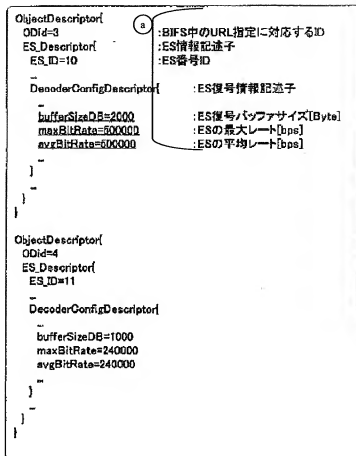 ObjectDescriptor{
ODid=3 :BIFS中のURL指定に対応するID
ES_Descriptor{ :ES情報記述子
ES_ID=10 :ES番号ID
...
DecoderConfigDescriptor{ :ES復号情報記述子
...
bufferSizeDB=2000 :ES復号バッファサイズ[Byte]
maxBitRate=500000 :ESの最大レート[bps]
avgBitRate=500000 :ESの平均レート[bps]
...
}
...
}
}
a
ObjectDescriptor{
ODid=4
ES_Descriptor{
ES_ID=11
...
DecoderConfigDescriptor{
...
bufferSizeDB=1000
maxBitRate=240000
avgBitRate=240000
...
}
...
}
}